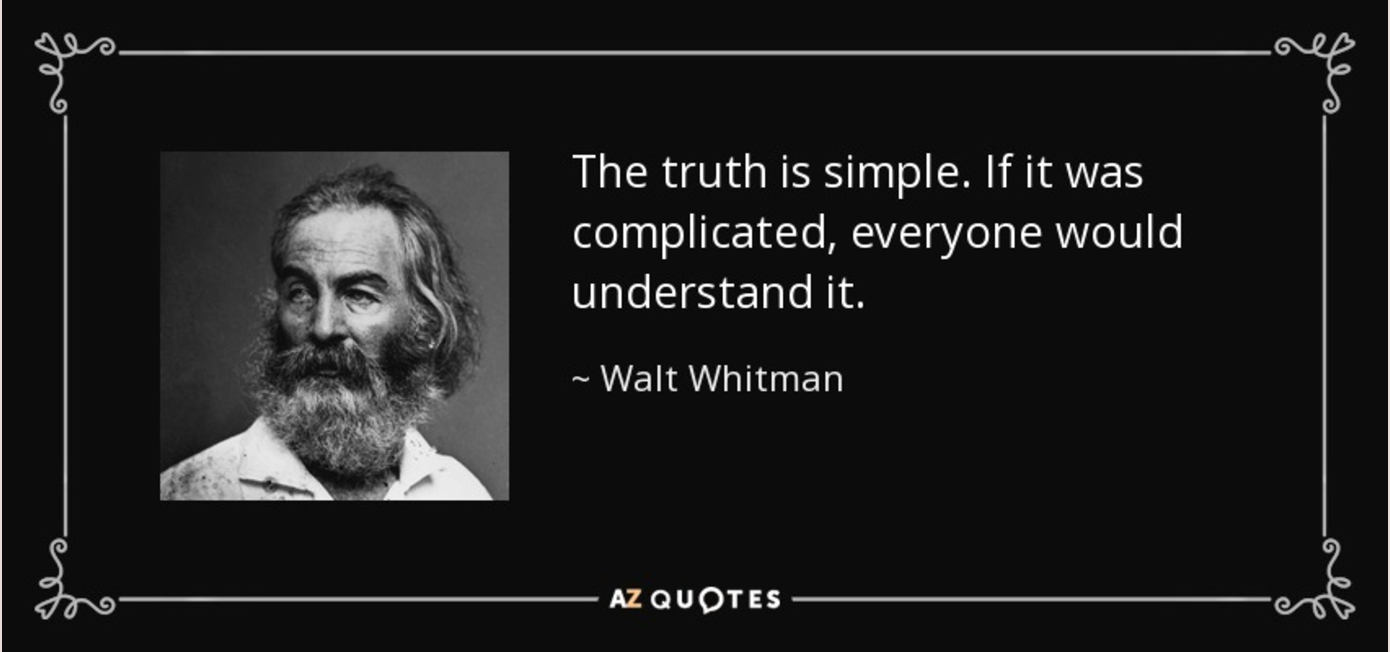 The truth is simple. If it was
complicated, everyone would
understand it.
~ Walt Whitman
AZ QUOTES